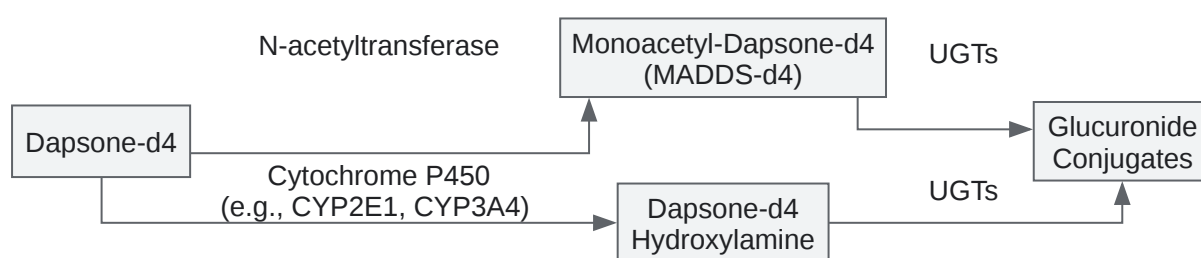 N-acetyltransferase
Monoacetyl-Dapsone-d4
(MADDS-d4)
UGTs
Dapsone-d4
Glucuronide
Conjugates
Cytochrome P450
(e.g., CYP2E1, CYP3A4)
UGTs
Dapsone-d4
Hydroxylamine